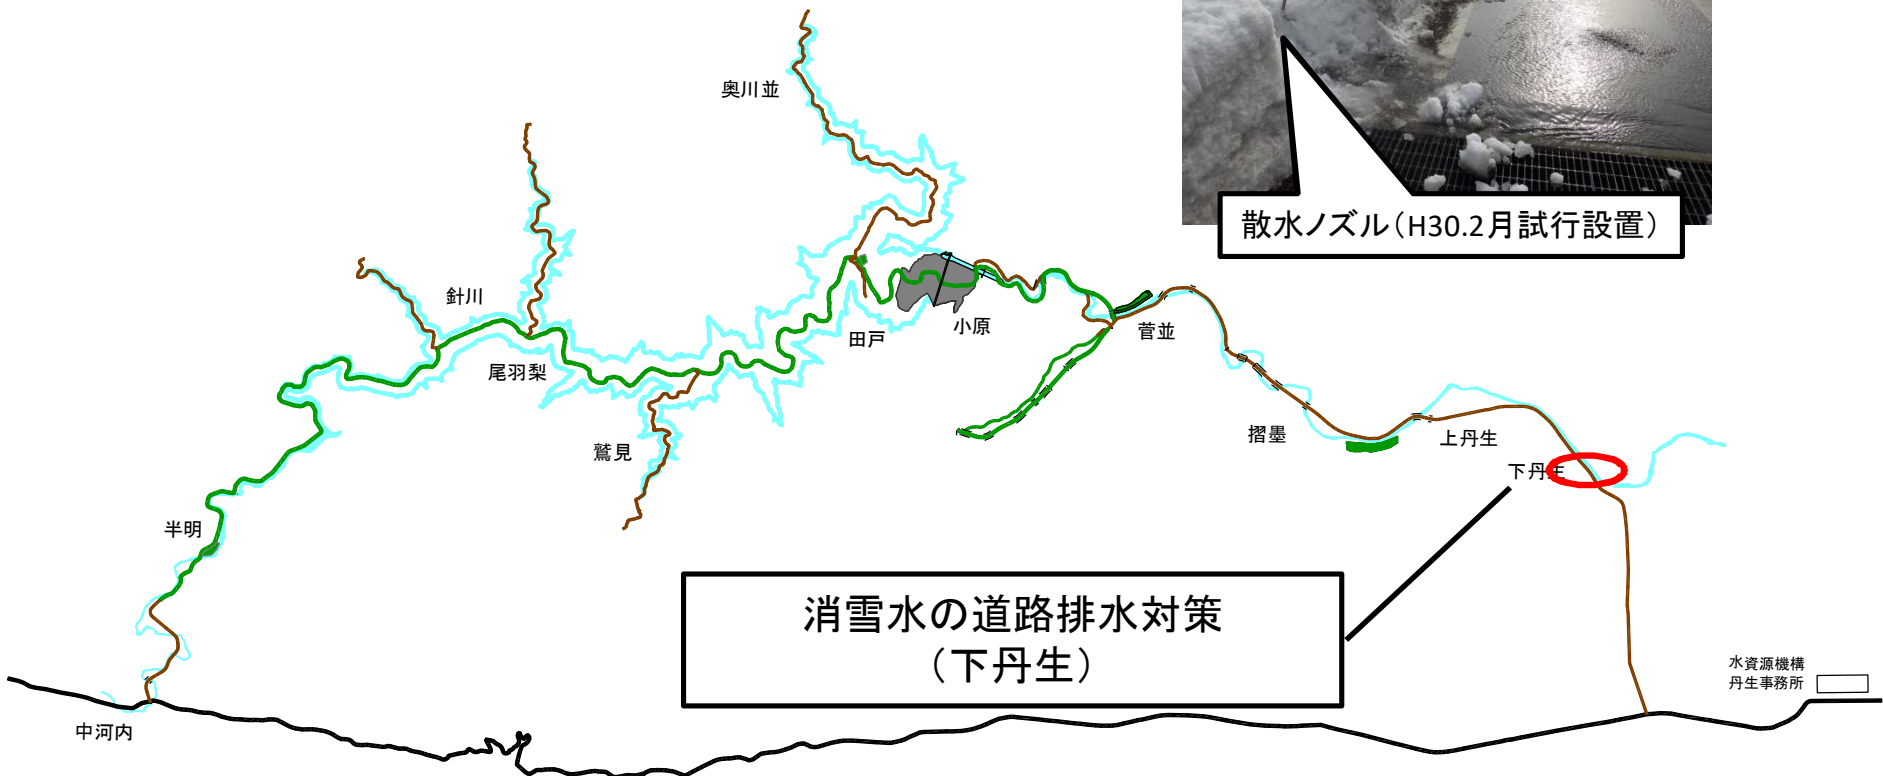 奥川並
散水ノズル(H30.2月試行設置)
針川
尾羽梨
田戸
小原
菅並
鷲見
摺墨
上丹生
下丹生
半明
消雪水の道路排水対策
(下丹生)
水資源機構
丹生事務所
中河内